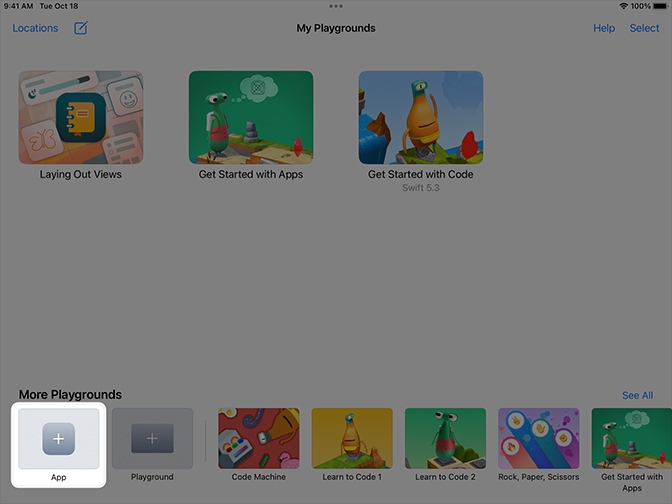 9:41 AM Tue Oct 18
100%
Locations
My Playgrounds
Help Select
Laying Out Views
Get Started with Apps
Get Started with Code
Swift 5.3
More Playgrounds
See All
App
Playground
Code Machine
Learn to Code 1
Learn to Code 2
Rock, Paper, Scissors
Get Started with
Apps